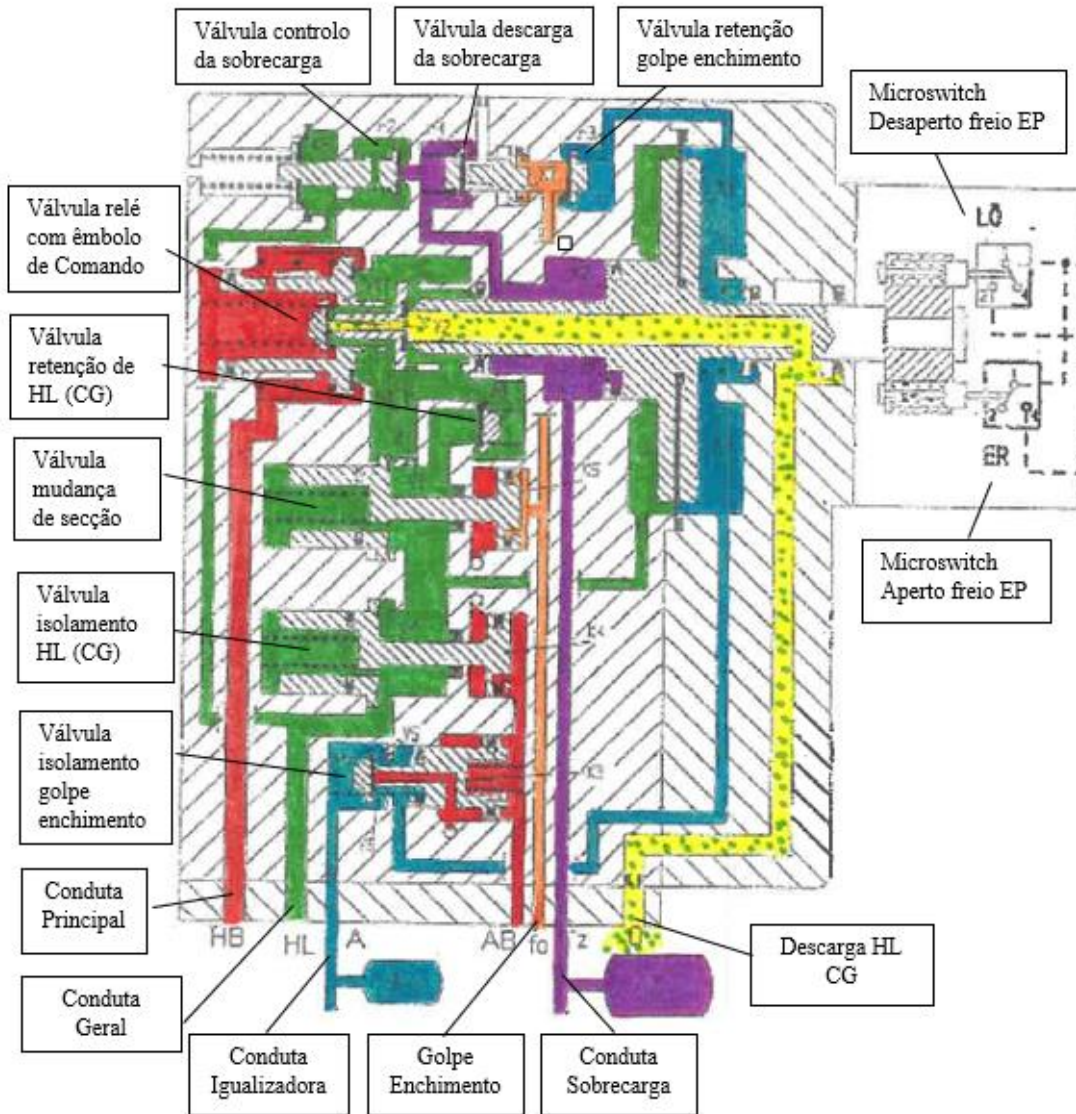 Válvula controlo
da sobrecarga
Válvula descarga
da sobrecarga
Válvula retenção
golpe enchimento
Microswitch
Desaperto freio EP
Válvula relé
com êmbolo
de Comando
LÖ
Válvula
retenção de
HL (CG)
Válvula
mudança
de secção
ER
Microswitch
Aperto freio EP
Válvula
isolamento
HL (CG)
Válvula
isolamento
golpe
enchimento
Conduta
Principal
HB
HL
A
AB
fo
z
Descarga HL
CG
Conduta
Geral
Conduta
Igualizadora
Golpe
Enchimento
Conduta
Sobrecarga